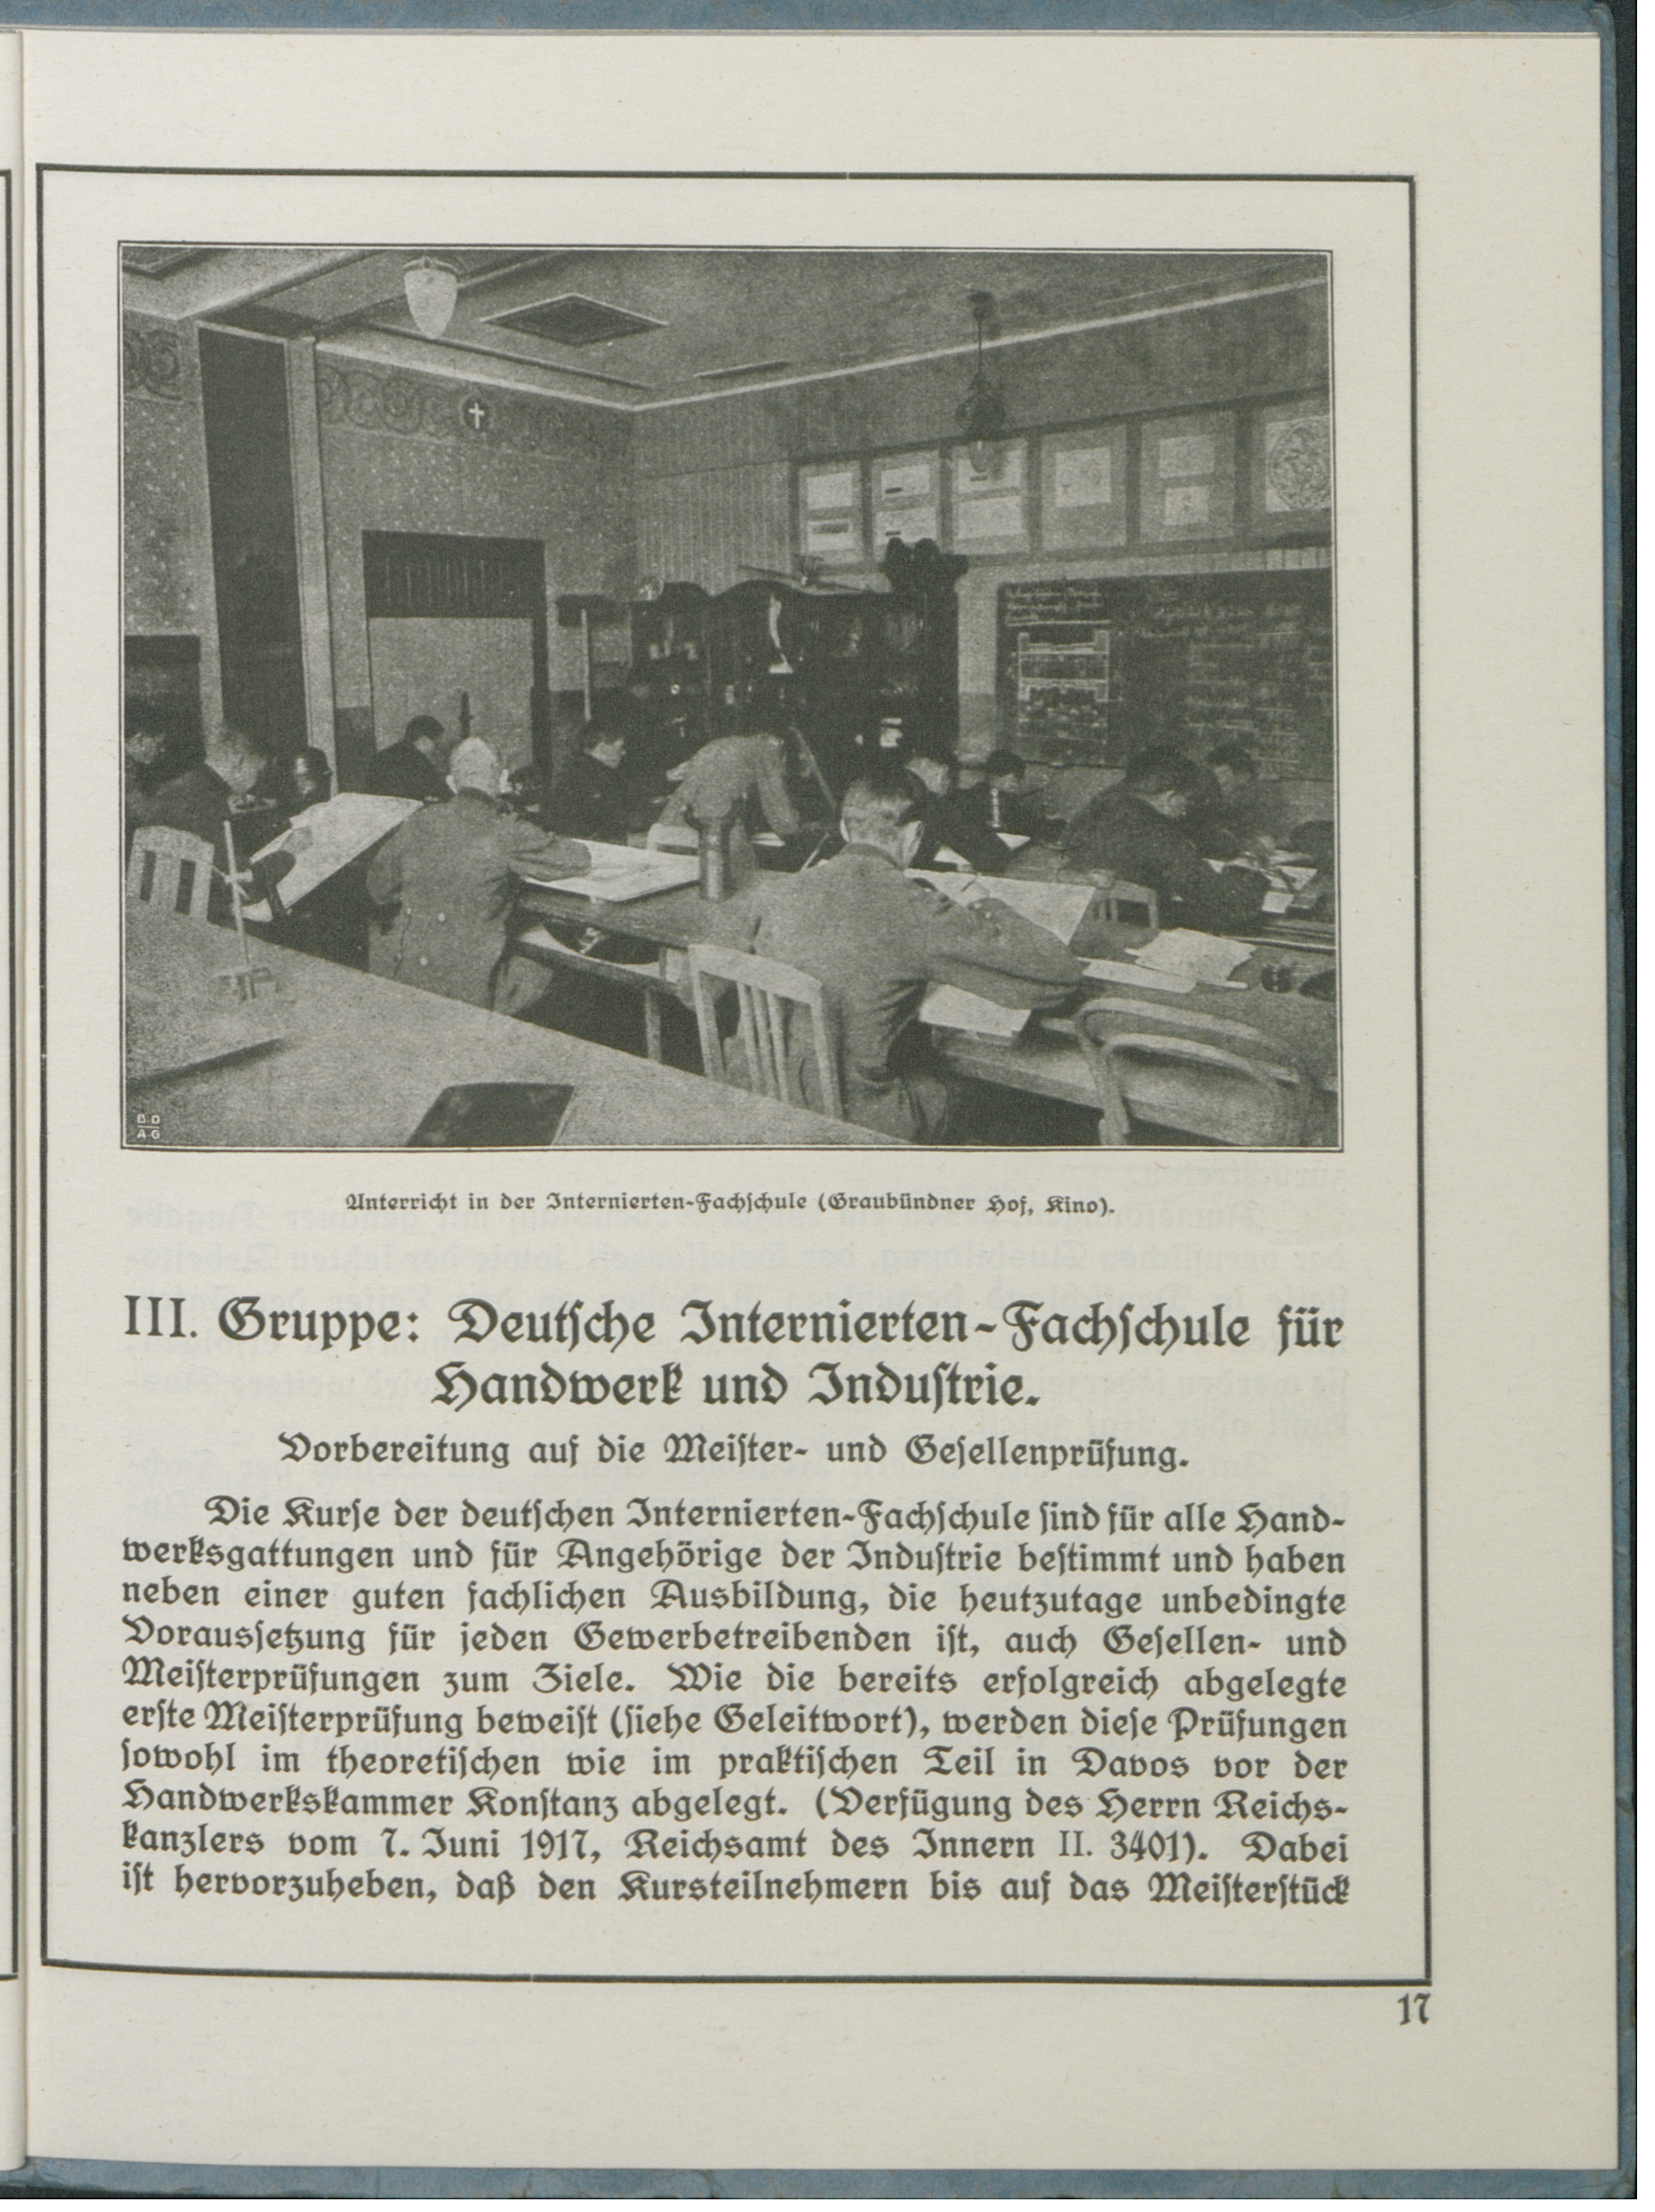 B D
A-G
Unterricht in der Internierten-Fachschule (Graubündner Hof, Kino).
III. Gruppe: Deutsche Internierten-Fachschule für
Handwerk und Industrie.
Vorbereitung auf die Meister- und Gesellenprüfung.
Die Kurse der deutschen Internierten-Fachschule sind für alle Hand-
werksgattungen und für Angehörige der Industrie bestimmt und haben
neben einer guten fachlichen Ausbildung, die heutzutage unbedingte
Voraussetzung für jeden Gewerbetreibenden ist, auch Gesellen- und
Meisterprüfungen zum Ziele. Wie die bereits erfolgreich abgelegte
erste Meisterprüfung beweist (siehe Geleitwort), werden diese Prüfungen
sowohl im theoretischen wie im praktischen Teil in Davos vor der
Handwerkskammer Konstanz abgelegt. (Verfügung des Herrn Reichs-
kanzlers vom 7. Juni 1917, Reichsamt des Innern II. 3401). Dabei
ist hervorzuheben, daß den Kursteilnehmern bis auf das Meisterstück
17